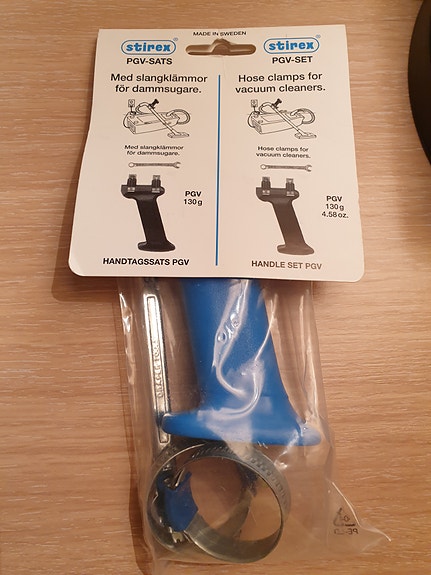 MADE IN SWEDEN
stirex
PGV-SATS
Med slangklämmor
för dammsugare.
Med slangklämmor
för dammsugare.
PGV
130 g
HANDTAGSSATS PGV
stirex
PGV-SET
Hose clamps for
vacuum cleaners.
Hose clamps for
vacuum cleaners.
PGV
130 g
4.58 oz.
HANDLE SET PGV